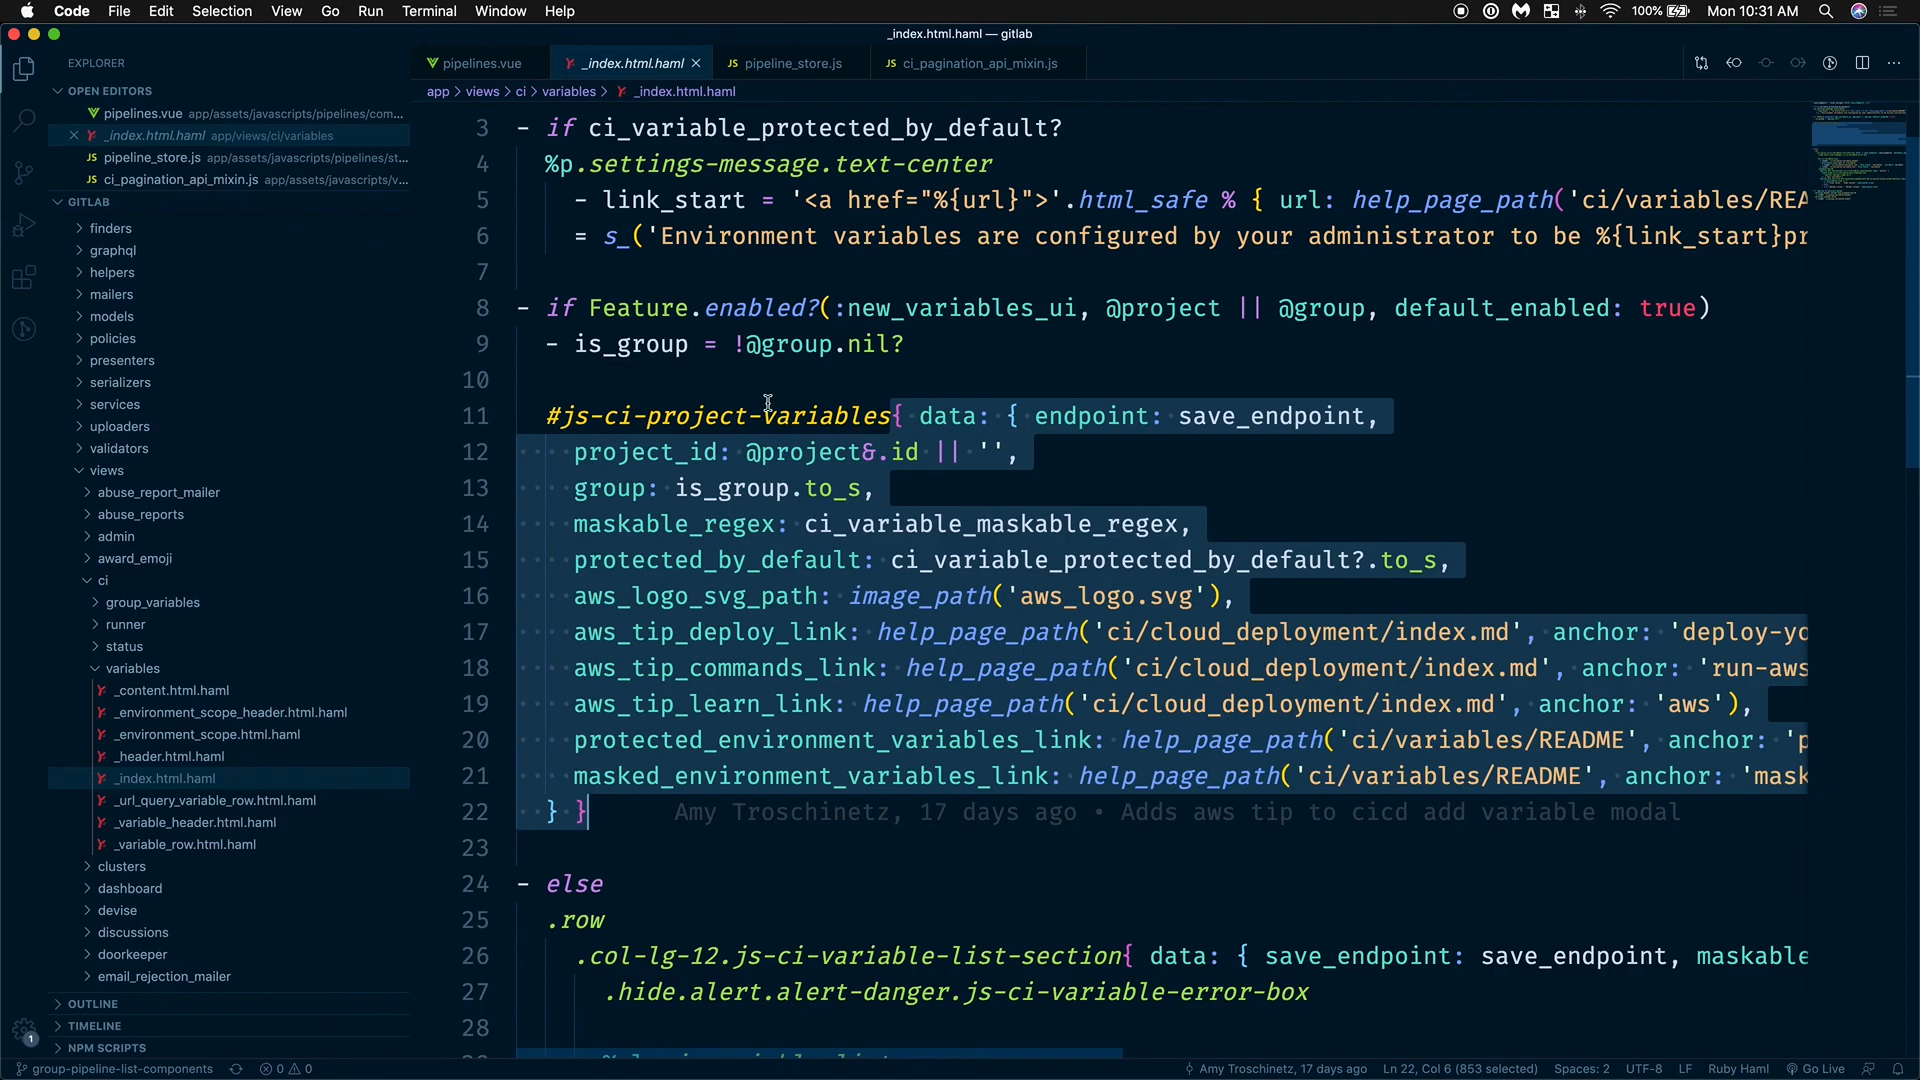 Code File Edit Selection View Go Run Terminal Window Help 100% Mon 10:31 AM
_index.html.haml — gitlab
EXPLORER
pipelines.vue _index.html.haml JS pipeline_store.js JS ci_pagination_api_mixin.js
app > views > ci > variables > _index.html.haml
OPEN EDITORS
pipelines.vue app/assets/javascripts/pipelines/com...
_index.html.haml app/views/ci/variables
JS pipeline_store.js app/assets/javascripts/pipelines/st...
JS ci_pagination_api_mixin.js app/assets/javascripts/v...
GITLAB
finders
graphql
helpers
mailers
models
policies
presenters
serializers
services
uploaders
validators
views
abuse_report_mailer
abuse_reports
admin
award_emoji
ci
group_variables
runner
status
variables
_content.html.haml
_environment_scope_header.html.haml
_environment_scope.html.haml
_header.html.haml
_index.html.haml
_url_query_variable_row.html.haml
_variable_header.html.haml
_variable_row.html.haml
clusters
dashboard
devise
discussions
doorkeeper
email_rejection_mailer
OUTLINE
TIMELINE
NPM SCRIPTS
1
3 - if ci_variable_protected_by_default?
4 %p.settings-message.text-center
5 - link_start = '<a href="%{url}">'.html_safe % { url: help_page_path('ci/variables/REA
6 = s_('Environment variables are configured by your administrator to be %{link_start}pr
7
8 - if Feature.enabled?(:new_variables_ui, @project || @group, default_enabled: true)
9 - is_group = !@group.nil?
10
11 #js-ci-project-variables{ data: { endpoint: save_endpoint,
12 project_id: @project&.id || '',
13 group: is_group.to_s,
14 maskable_regex: ci_variable_maskable_regex,
15 protected_by_default: ci_variable_protected_by_default?.to_s,
16 aws_logo_svg_path: image_path('aws_logo.svg'),
17 aws_tip_deploy_link: help_page_path('ci/cloud_deployment/index.md', anchor: 'deploy-yo
18 aws_tip_commands_link: help_page_path('ci/cloud_deployment/index.md', anchor: 'run-aws
19 aws_tip_learn_link: help_page_path('ci/cloud_deployment/index.md', anchor: 'aws'),
20 protected_environment_variables_link: help_page_path('ci/variables/README', anchor: 'p
21 masked_environment_variables_link: help_page_path('ci/variables/README', anchor: 'mask
22 } } Amy Troschinetz, 17 days ago • Adds aws tip to cicd add variable modal
23
24 - else
25 .row
26 .col-lg-12.js-ci-variable-list-section{ data: { save_endpoint: save_endpoint, maskable
27 .hide.alert.alert-danger.js-ci-variable-error-box
28
group-pipeline-list-components 0 0 Amy Troschinetz, 17 days ago Ln 22, Col 6 (853 selected) Spaces: 2 UTF-8 LF Ruby Haml Go Live